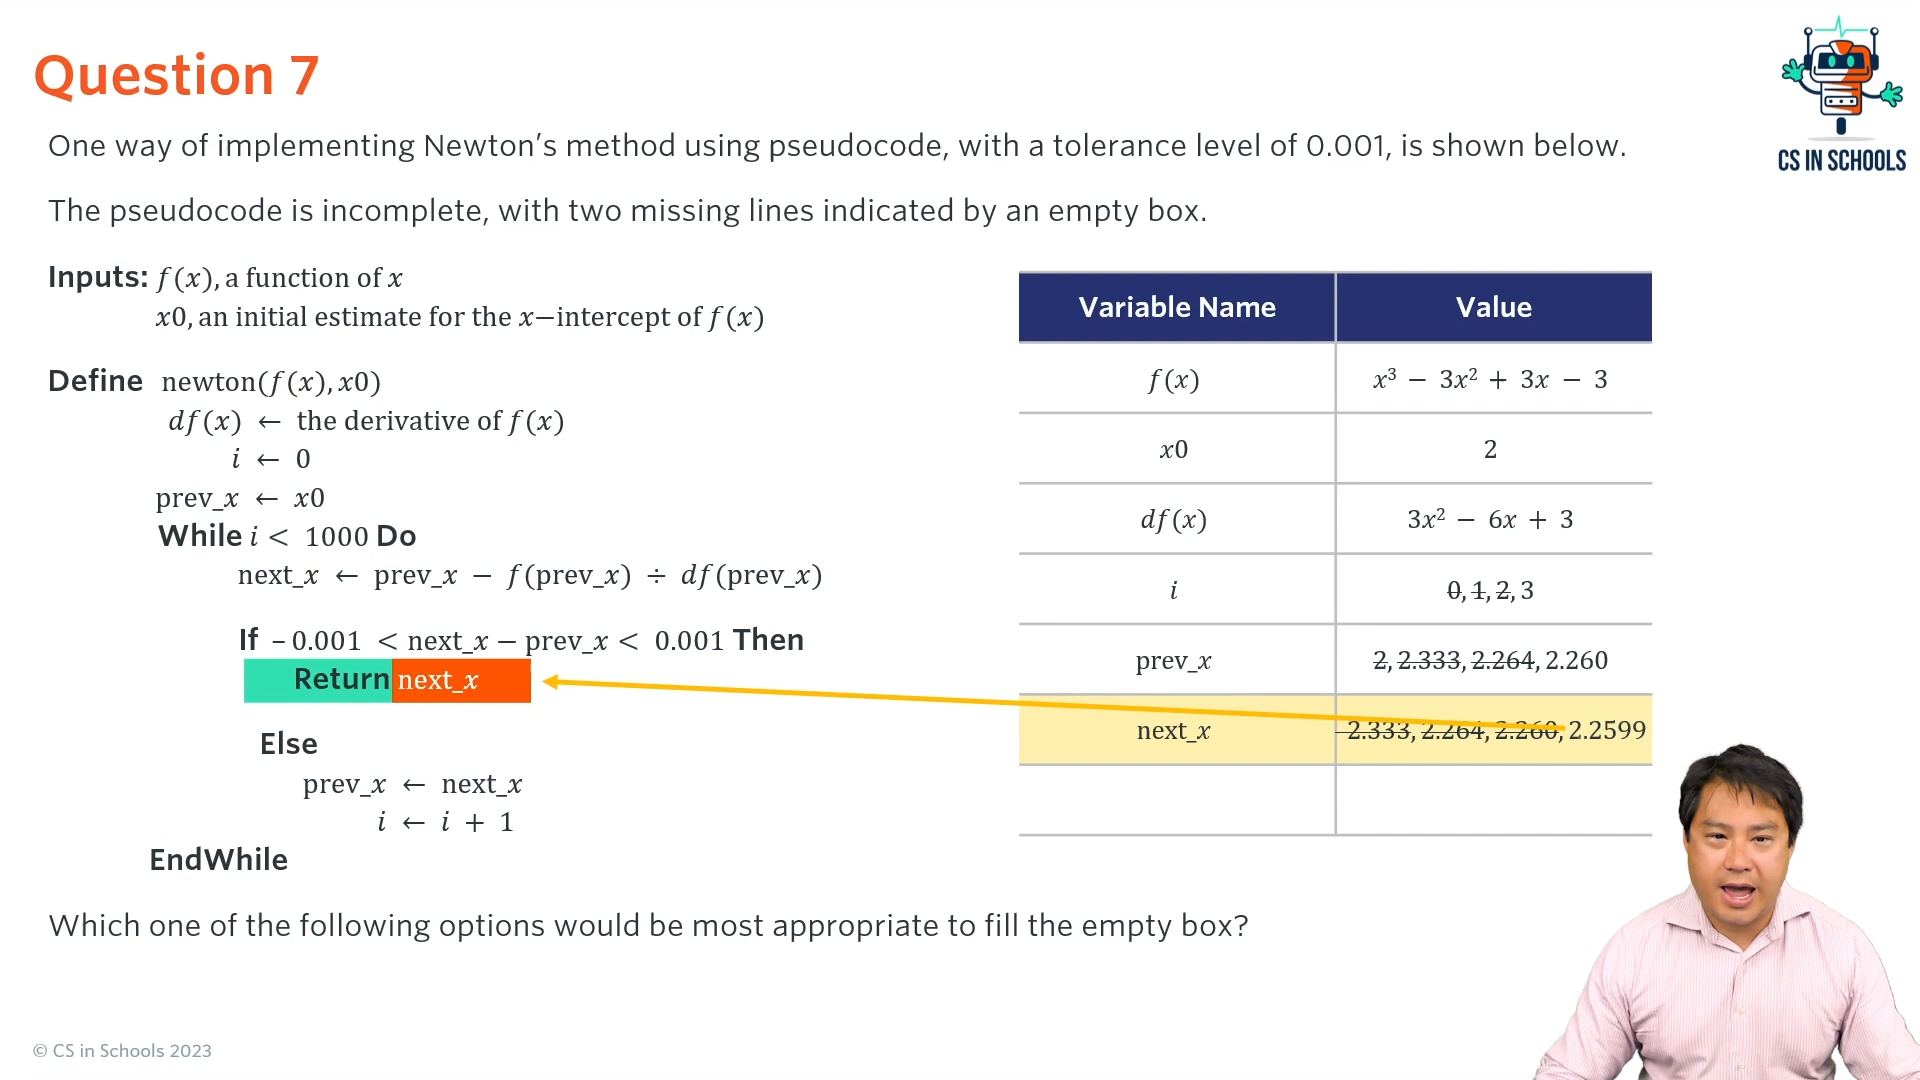 Question 7
CS IN SCHOOLS
One way of implementing Newton’s method using pseudocode, with a tolerance level of 0.001, is shown below.
The pseudocode is incomplete, with two missing lines indicated by an empty box.
Inputs: f(x), a function of x
x0, an initial estimate for the x−intercept of f(x)
Define newton(f(x), x0)
df(x) ← the derivative of f(x)
i ← 0
prev_x ← x0
While i < 1000 Do
next_x ← prev_x − f(prev_x) ÷ df(prev_x)
If −0.001 < next_x − prev_x < 0.001 Then
Return next_x
Else
prev_x ← next_x
i ← i + 1
EndWhile
Variable Name Value
f(x) x³ − 3x² + 3x − 3
x0 2
df(x) 3x² − 6x + 3
i 0, 1, 2, 3
prev_x 2, 2.333, 2.264, 2.260
next_x 2.333, 2.264, 2.260, 2.2599
Which one of the following options would be most appropriate to fill the empty box?
© CS in Schools 2023